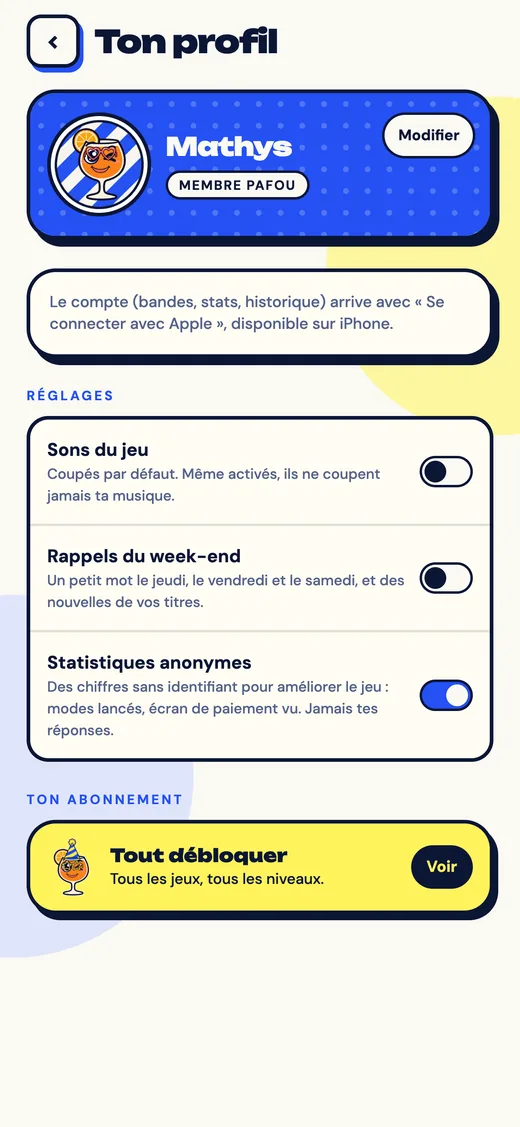 Ton profil
Mathys
Modifier
MEMBRE PAFOU
Le compte (bandes, stats, historique) arrive avec « Se
connecter avec Apple », disponible sur iPhone.
RÉGLAGES
Sons du jeu
Coupés par défaut. Même activés, ils ne coupent
jamais ta musique.
Rappels du week-end
Un petit mot le jeudi, le vendredi et le samedi, et des
nouvelles de vos titres.
Statistiques anonymes
Des chiffres sans identifiant pour améliorer le jeu :
modes lancés, écran de paiement vu. Jamais tes
réponses.
TON ABONNEMENT
Tout débloquer
Tous les jeux, tous les niveaux.
Voir